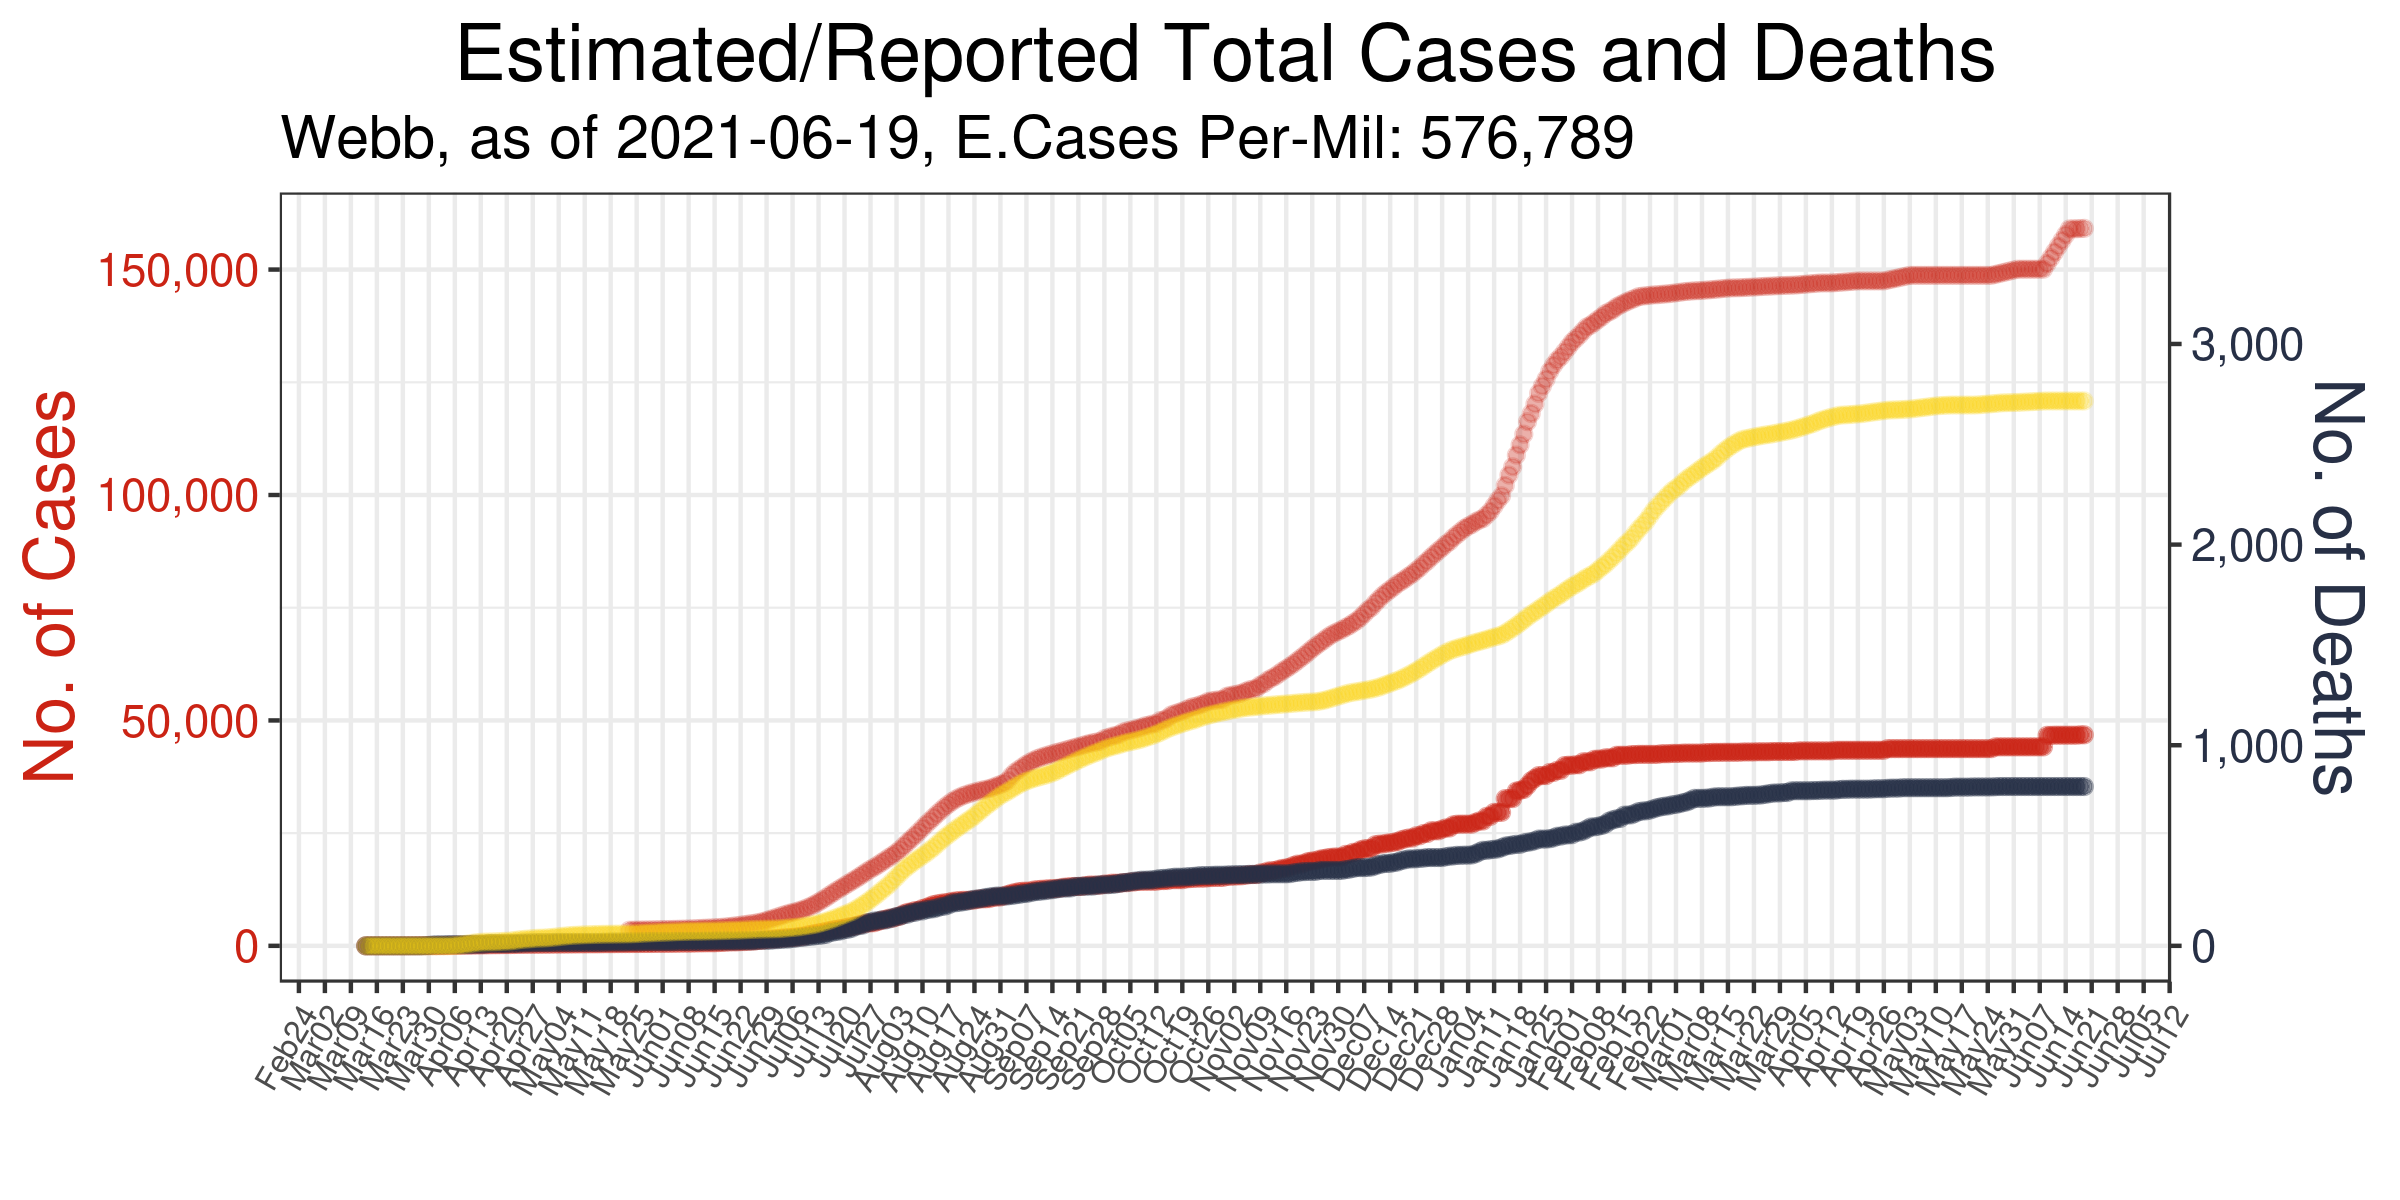 Estimated/Reported Total Cases and Deaths
Webb, as of 2021-06-19, E.Cases Per-Mil: 576,789
No. of Cases
150,000
100,000
50,000
0
3,000
2,000
1,000
0
No. of Deaths
Feb24
Mar02
Mar09
Mar16
Mar23
Mar30
Apr06
Apr13
Apr20
Apr27
May04
May11
May18
May25
Jun01
Jun08
Jun15
Jun22
Jun29
Jul06
Jul13
Jul20
Jul27
Aug03
Aug10
Aug17
Aug24
Aug31
Sep07
Sep14
Sep21
Sep28
Oct05
Oct12
Oct19
Oct26
Nov02
Nov09
Nov16
Nov23
Nov30
Dec07
Dec14
Dec21
Dec28
Jan04
Jan11
Jan18
Jan25
Feb01
Feb08
Feb15
Feb22
Mar01
Mar08
Mar15
Mar22
Mar29
Apr05
Apr12
Apr19
Apr26
May03
May10
May17
May24
May31
Jun07
Jun14
Jun21
Jun28
Jul05
Jul12